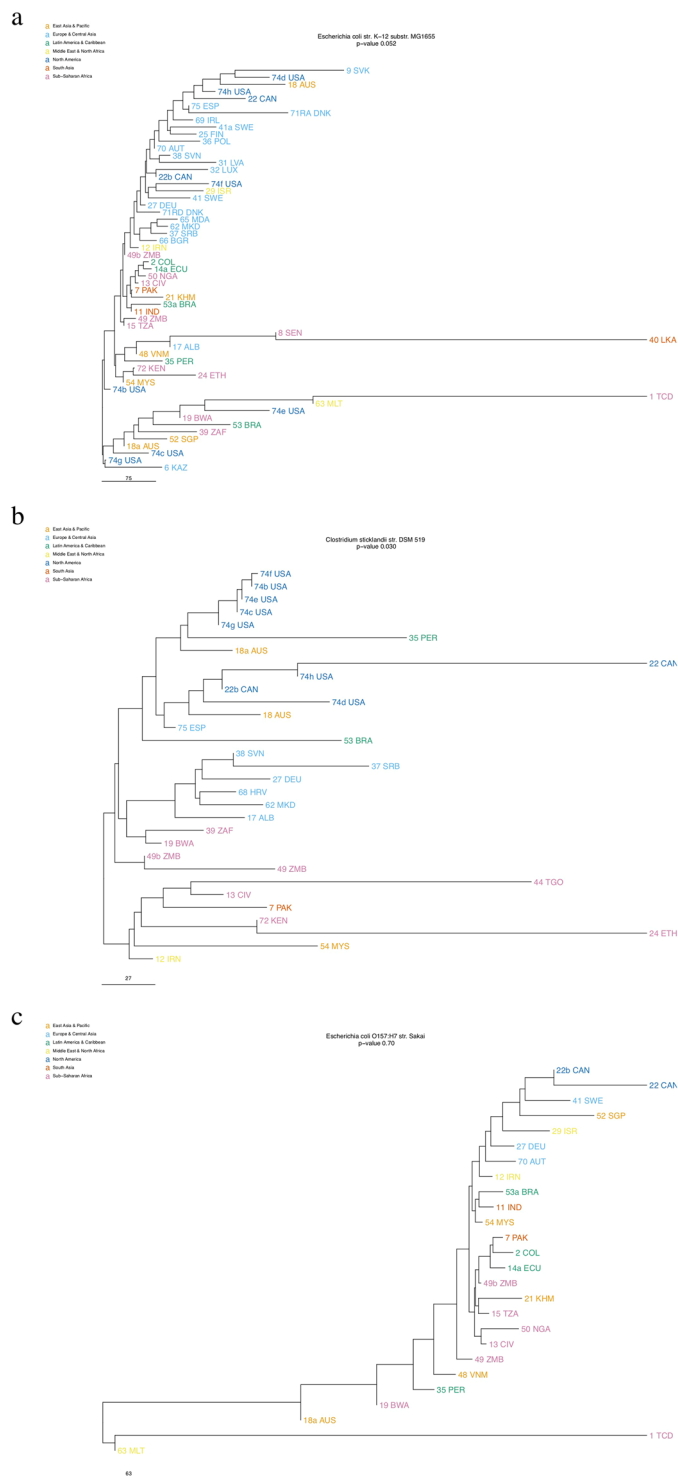 a
a East Asia & Pacific
a Europe & Central Asia
a Latin America & Caribbean
a Middle East & North Africa
a North America
a South Asia
a Sub−Saharan Africa
Escherichia coli str. K−12 substr. MG1655
p−value 0.052
9 SVK
74d USA
18 AUS
74h USA
22 CAN
75 ESP
71RA DNK
69 IRL
41a SWE
25 FIN
36 POL
70 AUT
38 SVN
31 LVA
32 LUX
22b CAN
74f USA
29 ISR
41 SWE
27 DEU
71RD DNK
65 MDA
62 MKD
37 SRB
66 BGR
12 IRN
49b ZMB
2 COL
14a ECU
50 NGA
13 CIV
7 PAK
21 KHM
53a BRA
11 IND
49 ZMB
15 TZA
8 SEN
40 LKA
17 ALB
48 VNM
35 PER
72 KEN
24 ETH
54 MYS
74b USA
1 TCD
63 MLT
74e USA
19 BWA
53 BRA
39 ZAF
52 SGP
18a AUS
74c USA
74g USA
6 KAZ
75
b
a East Asia & Pacific
a Europe & Central Asia
a Latin America & Caribbean
a Middle East & North Africa
a North America
a South Asia
a Sub−Saharan Africa
Clostridium sticklandii str. DSM 519
p−value 0.030
74f USA
74b USA
74e USA
74c USA
74g USA
35 PER
18a AUS
22 CAN
74h USA
22b CAN
74d USA
18 AUS
75 ESP
53 BRA
38 SVN
37 SRB
27 DEU
68 HRV
62 MKD
17 ALB
39 ZAF
19 BWA
49b ZMB
49 ZMB
44 TGO
13 CIV
7 PAK
72 KEN
24 ETH
54 MYS
12 IRN
27
c
a East Asia & Pacific
a Europe & Central Asia
a Latin America & Caribbean
a Middle East & North Africa
a North America
a South Asia
a Sub−Saharan Africa
Escherichia coli O157:H7 str. Sakai
p−value 0.70
22b CAN
22 CAN
41 SWE
52 SGP
29 ISR
27 DEU
70 AUT
12 IRN
53a BRA
11 IND
54 MYS
7 PAK
2 COL
14a ECU
49b ZMB
21 KHM
15 TZA
50 NGA
13 CIV
49 ZMB
48 VNM
35 PER
19 BWA
18a AUS
1 TCD
63 MLT
63